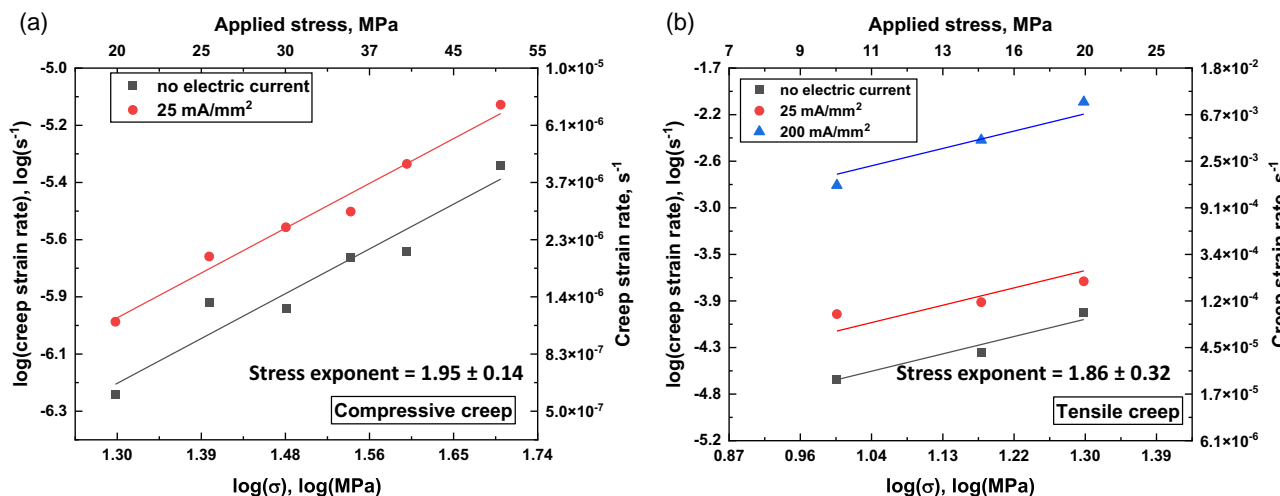 (a)
Applied stress, MPa
20 25 30 37 45 50 55
no electric current
25 mA/mm²
log(creep strain rate), log(s⁻¹)
-5.0
-5.2
-5.4
-5.6
-5.9
-6.1
-6.3
1.0×10⁻⁵
6.1×10⁻⁶
3.7×10⁻⁶
2.3×10⁻⁶
1.4×10⁻⁶
8.3×10⁻⁷
5.0×10⁻⁷
Creep strain rate, s⁻¹
Stress exponent = 1.95 ± 0.14
Compressive creep
1.30 1.39 1.48 1.56 1.65 1.74
log(σ), log(MPa)
(b)
Applied stress, MPa
7 9 11 13 16 20 25
no electric current
25 mA/mm²
200 mA/mm²
log(creep strain rate), log(s⁻¹)
-1.7
-2.2
-2.6
-3.0
-3.5
-3.9
-4.3
-4.8
-5.2
1.8×10⁻²
6.7×10⁻³
2.5×10⁻³
9.1×10⁻⁴
3.4×10⁻⁴
1.2×10⁻⁴
4.5×10⁻⁵
1.7×10⁻⁵
6.1×10⁻⁶
Creep strain rate, s⁻¹
Stress exponent = 1.86 ± 0.32
Tensile creep
0.87 0.96 1.04 1.13 1.22 1.30 1.39
log(σ), log(MPa)